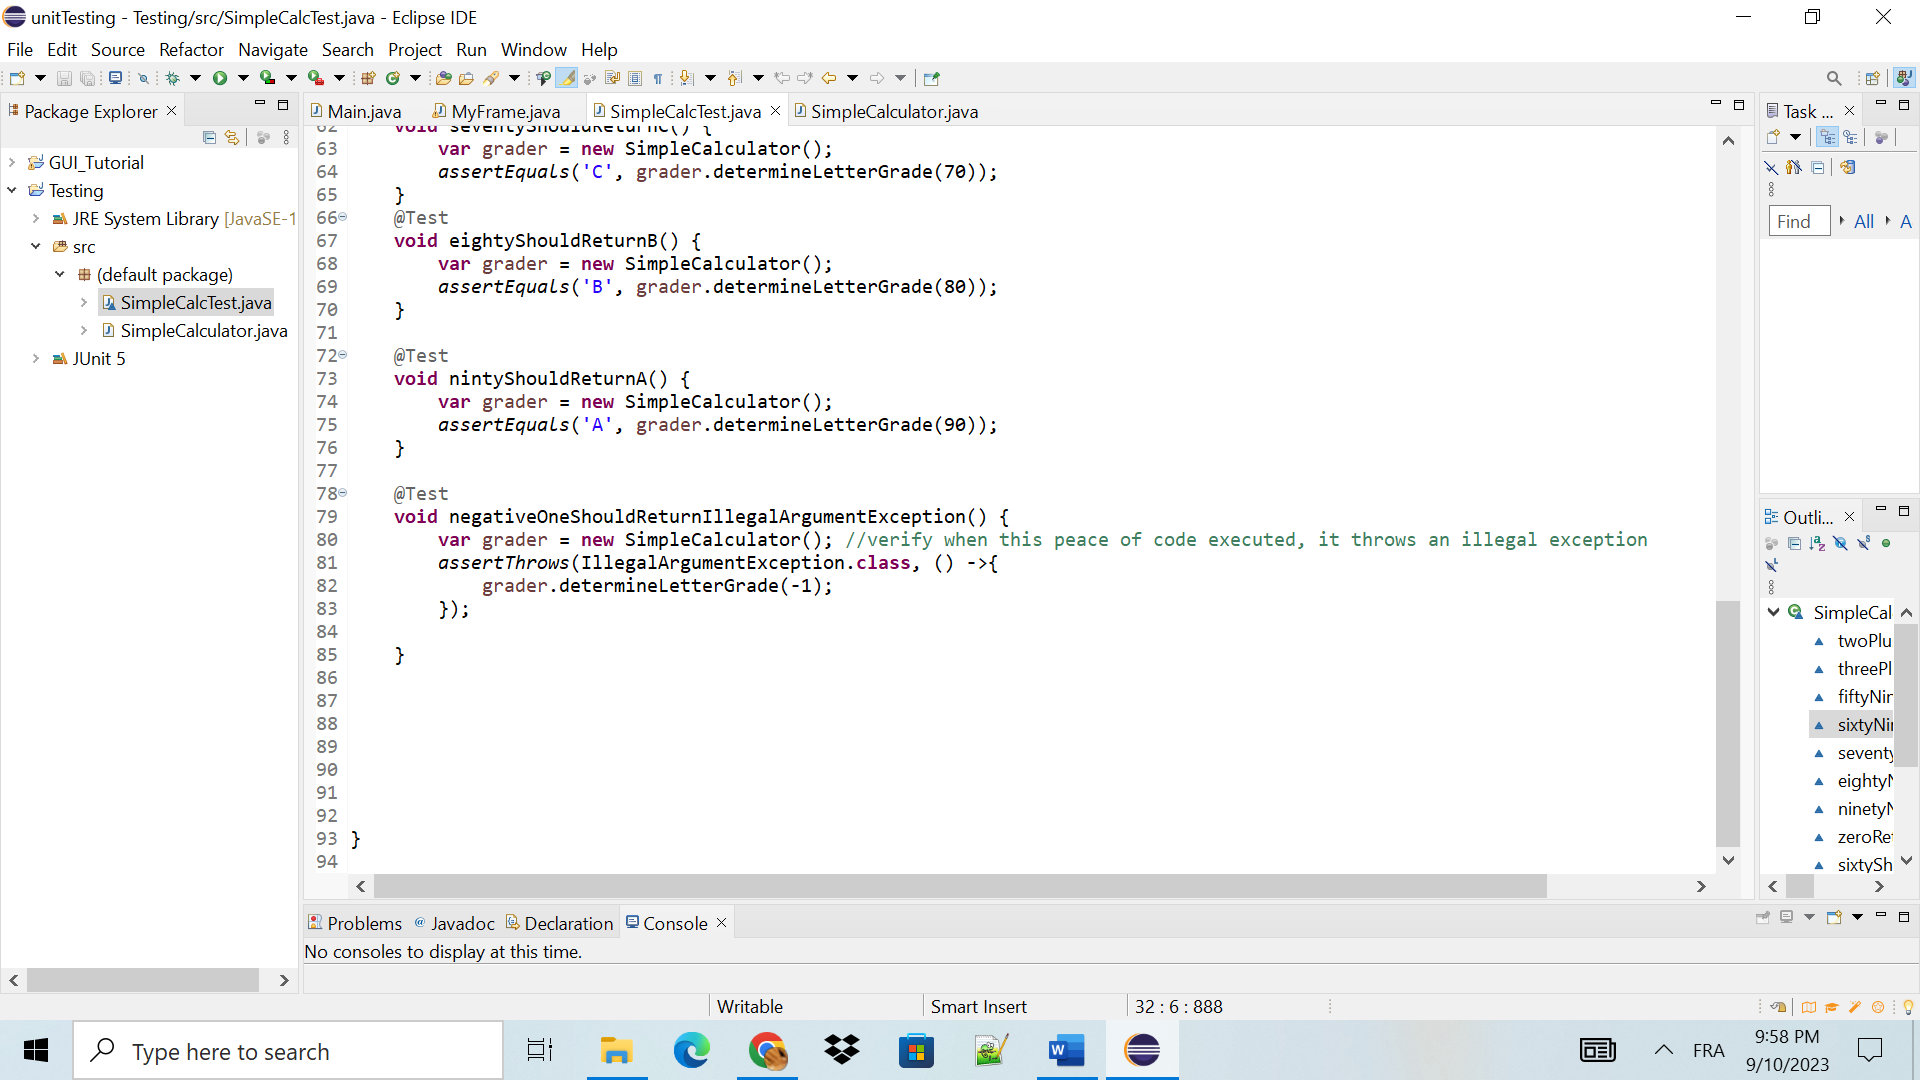 unitTesting - Testing/src/SimpleCalcTest.java - Eclipse IDE
File Edit Source Refactor Navigate Search Project Run Window Help
Package Explorer
GUI_Tutorial
Testing
JRE System Library [JavaSE-1
src
(default package)
SimpleCalcTest.java
SimpleCalculator.java
JUnit 5
Main.java MyFrame.java SimpleCalcTest.java SimpleCalculator.java
62 void seventyShouldReturnC() {
63 var grader = new SimpleCalculator();
64 assertEquals('C', grader.determineLetterGrade(70));
65 }
66 @Test
67 void eightyShouldReturnB() {
68 var grader = new SimpleCalculator();
69 assertEquals('B', grader.determineLetterGrade(80));
70 }
71
72 @Test
73 void nintyShouldReturnA() {
74 var grader = new SimpleCalculator();
75 assertEquals('A', grader.determineLetterGrade(90));
76 }
77
78 @Test
79 void negativeOneShouldReturnIllegalArgumentException() {
80 var grader = new SimpleCalculator(); //verify when this peace of code executed, it throws an illegal exception
81 assertThrows(IllegalArgumentException.class, () ->{
82 grader.determineLetterGrade(-1);
83 });
84
85 }
86
87
88
89
90
91
92
93 }
94
Task ...
Find All A
Outli...
SimpleCal
twoPlu
threePl
fiftyNin
sixtyNi
seventy
eightyN
ninetyN
zeroRe
sixtySh
Problems @ Javadoc Declaration Console
No consoles to display at this time.
Writable Smart Insert 32 : 6 : 888
Type here to search
FRA
9:58 PM
9/10/2023